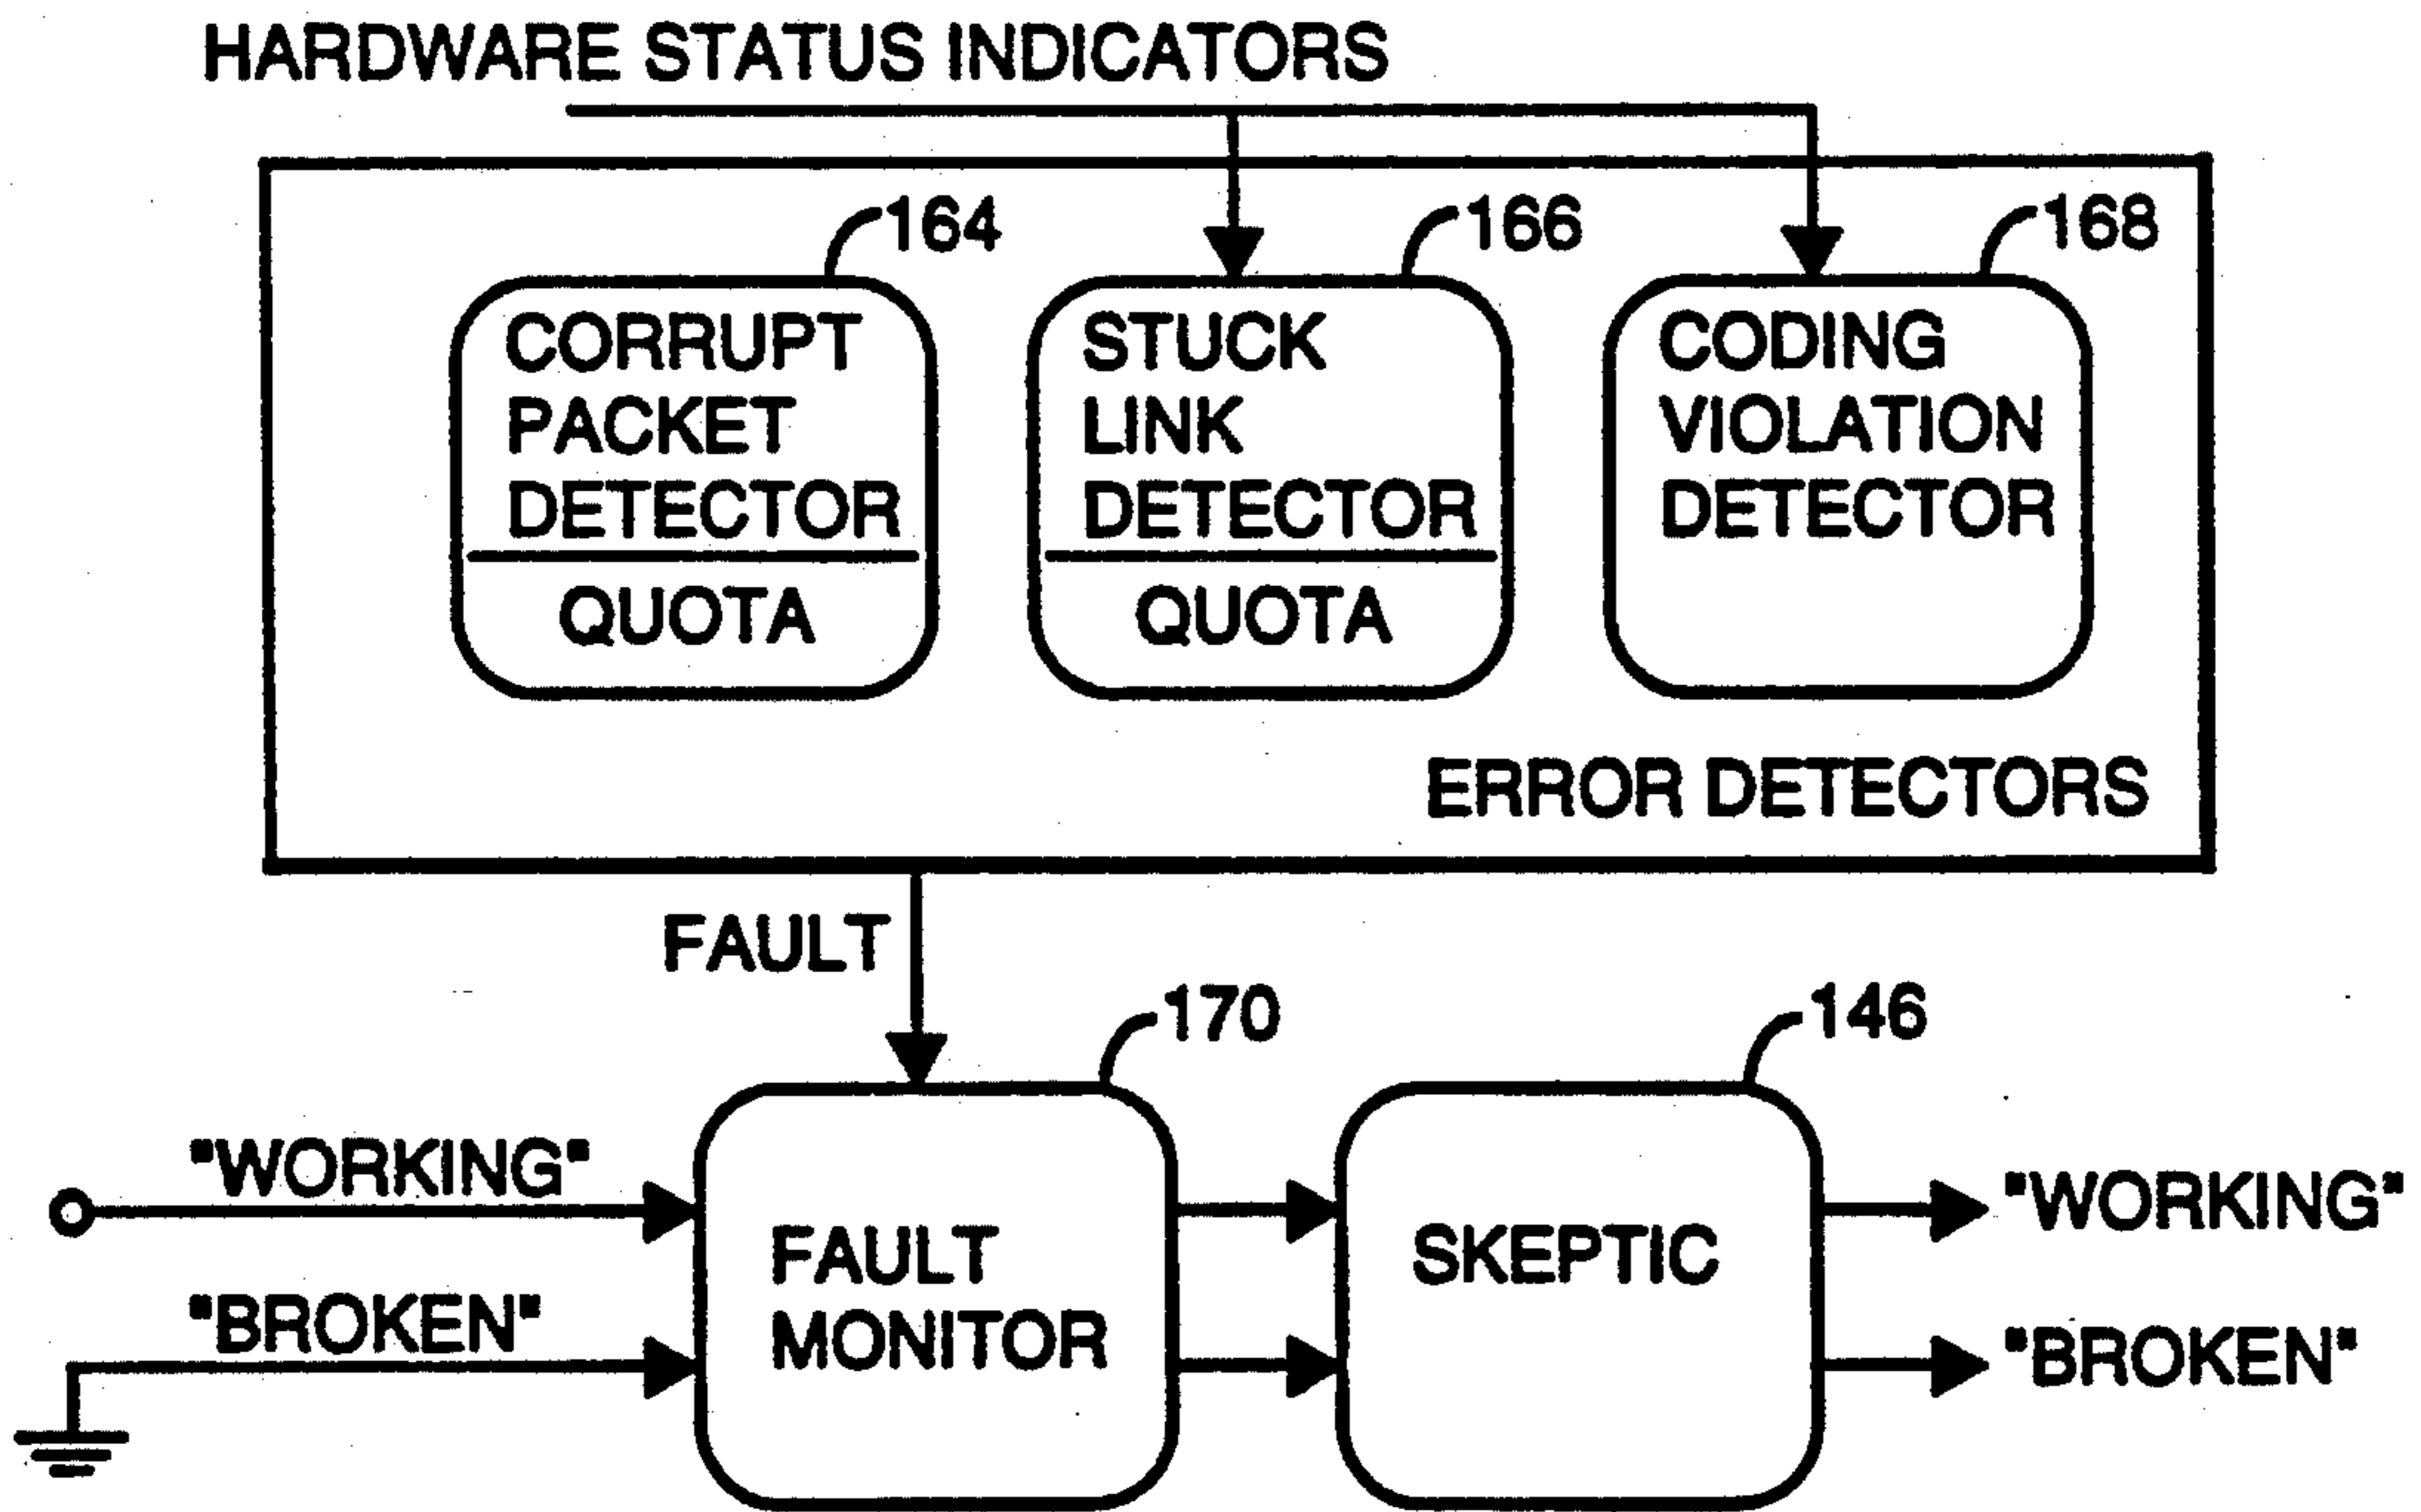 HARDWARE STATUS INDICATORS
164
166
168
CORRUPT
PACKET
DETECTOR
QUOTA
STUCK
LINK
DETECTOR
QUOTA
CODING
VIOLATION
DETECTOR
ERROR DETECTORS
FAULT
170
146
"WORKING"
"BROKEN"
FAULT
MONITOR
SKEPTIC
"WORKING"
"BROKEN"